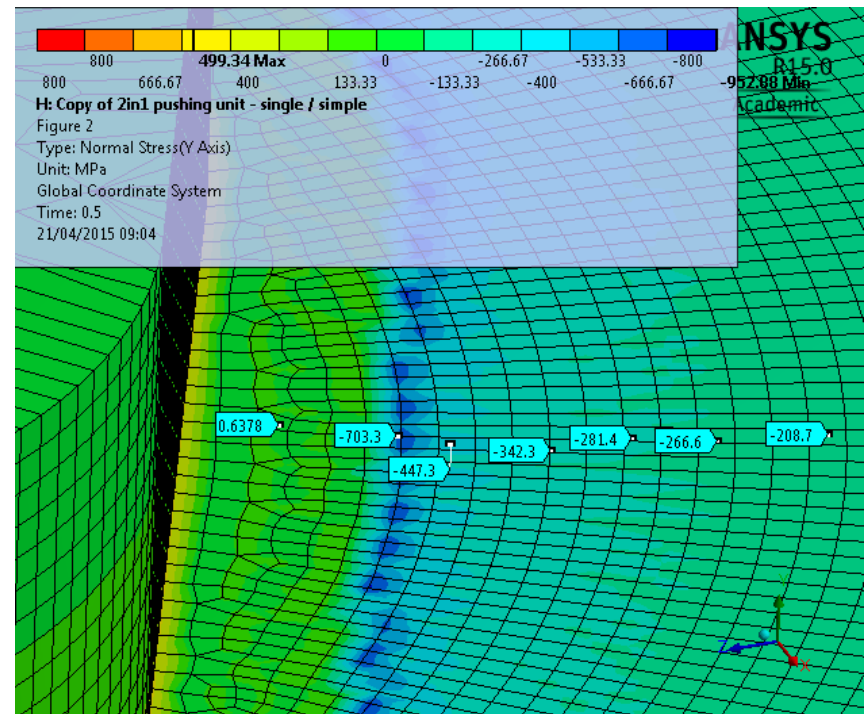 ANSYS
R15.0
Academic
800 499.34 Max 0 -266.67 -533.33 -800
800 666.67 400 133.33 -133.33 -400 -666.67 -952.88 Min
H: Copy of 2in1 pushing unit - single / simple
Figure 2
Type: Normal Stress(Y Axis)
Unit: MPa
Global Coordinate System
Time: 0.5
21/04/2015 09:04
0.6378
-703.3
-447.3
-342.3
-281.4
-266.6
-208.7
Y
Z
X